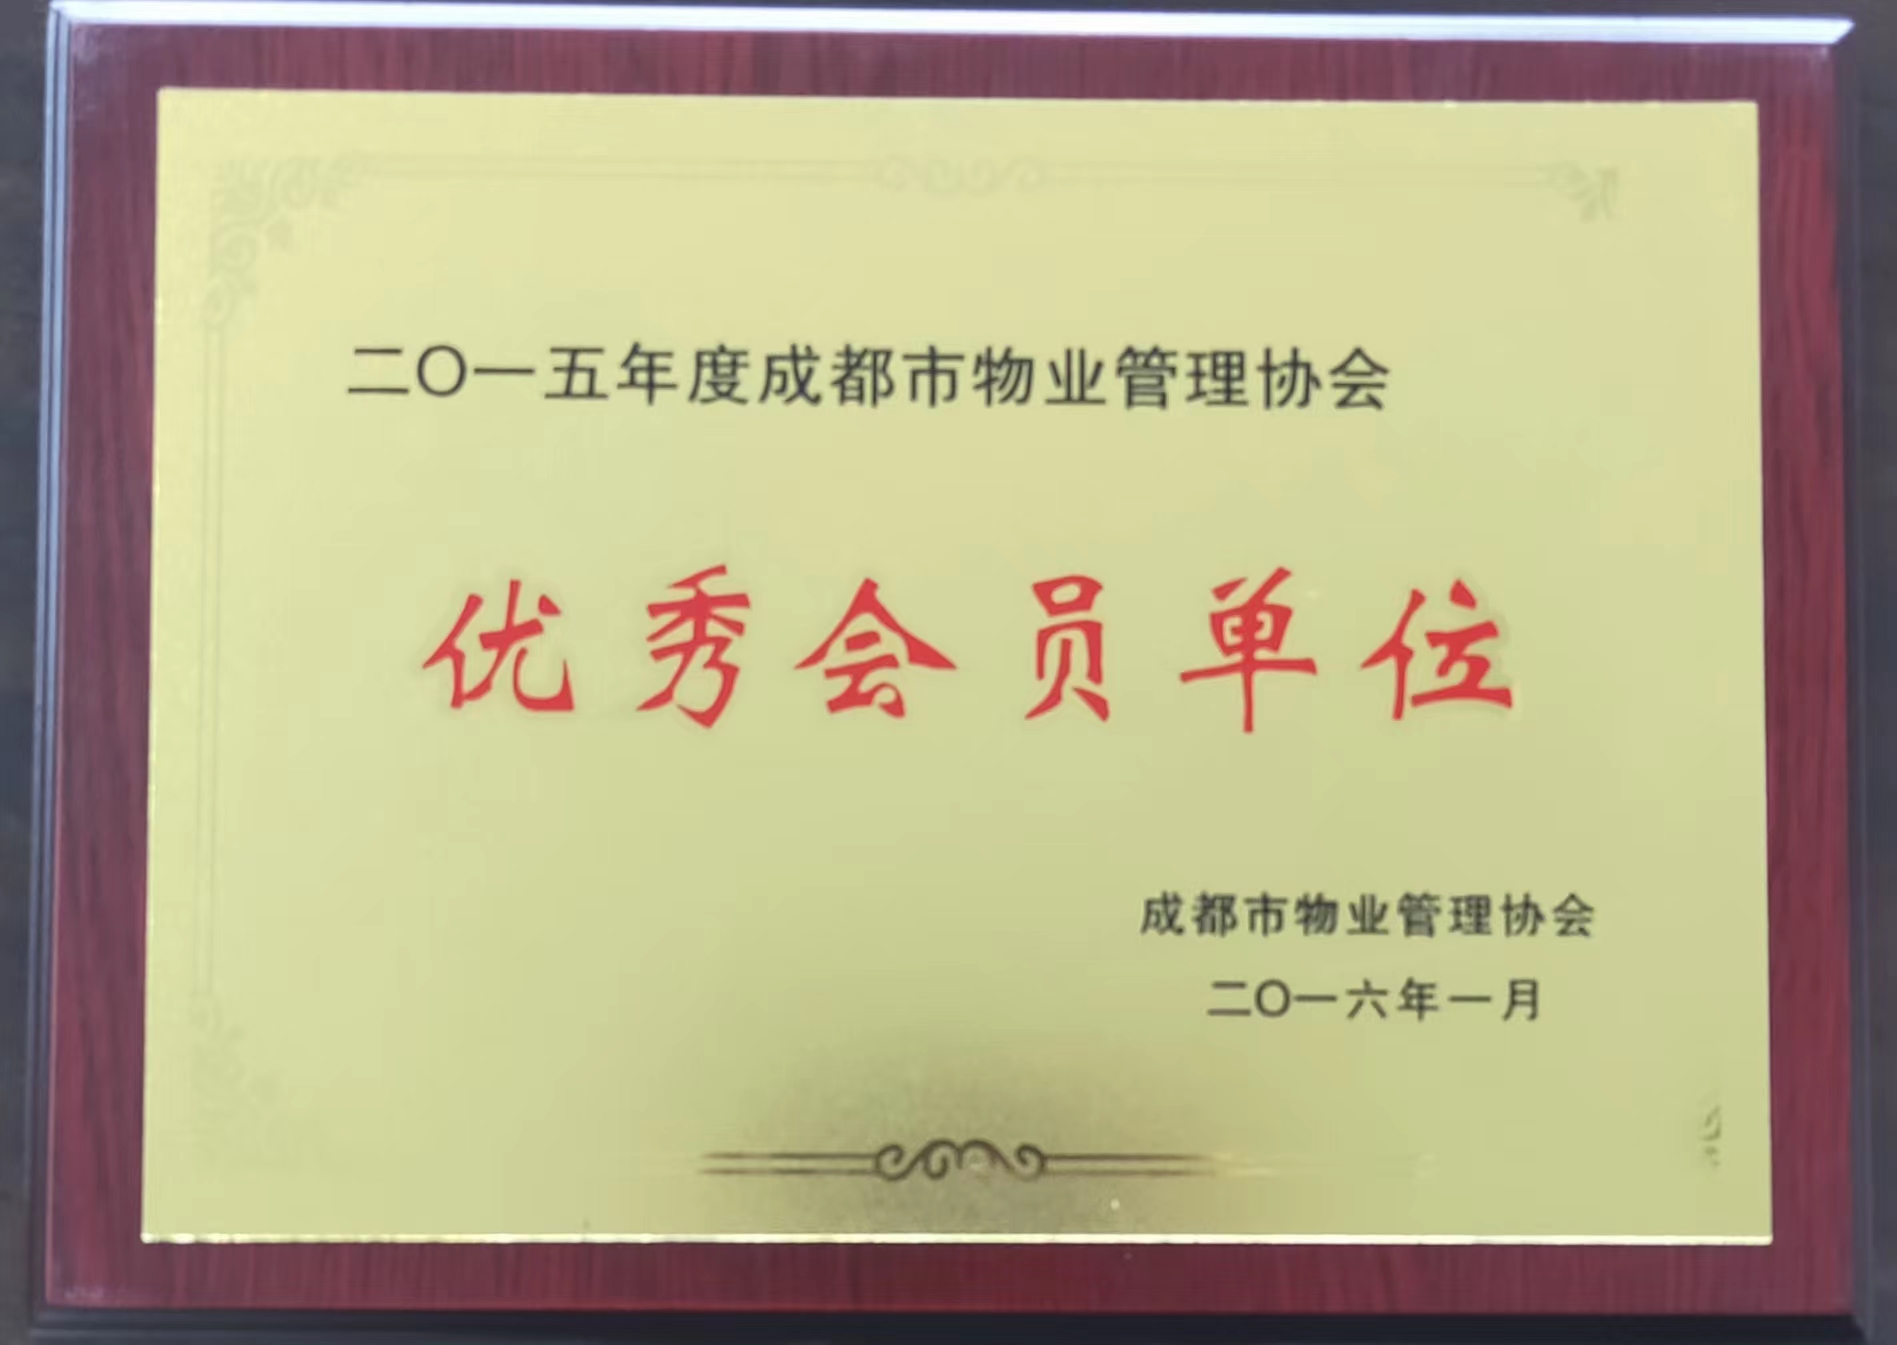 二〇一五年度成都市物业管理协会
优秀会员单位
成都市物业管理协会
二〇一六年一月